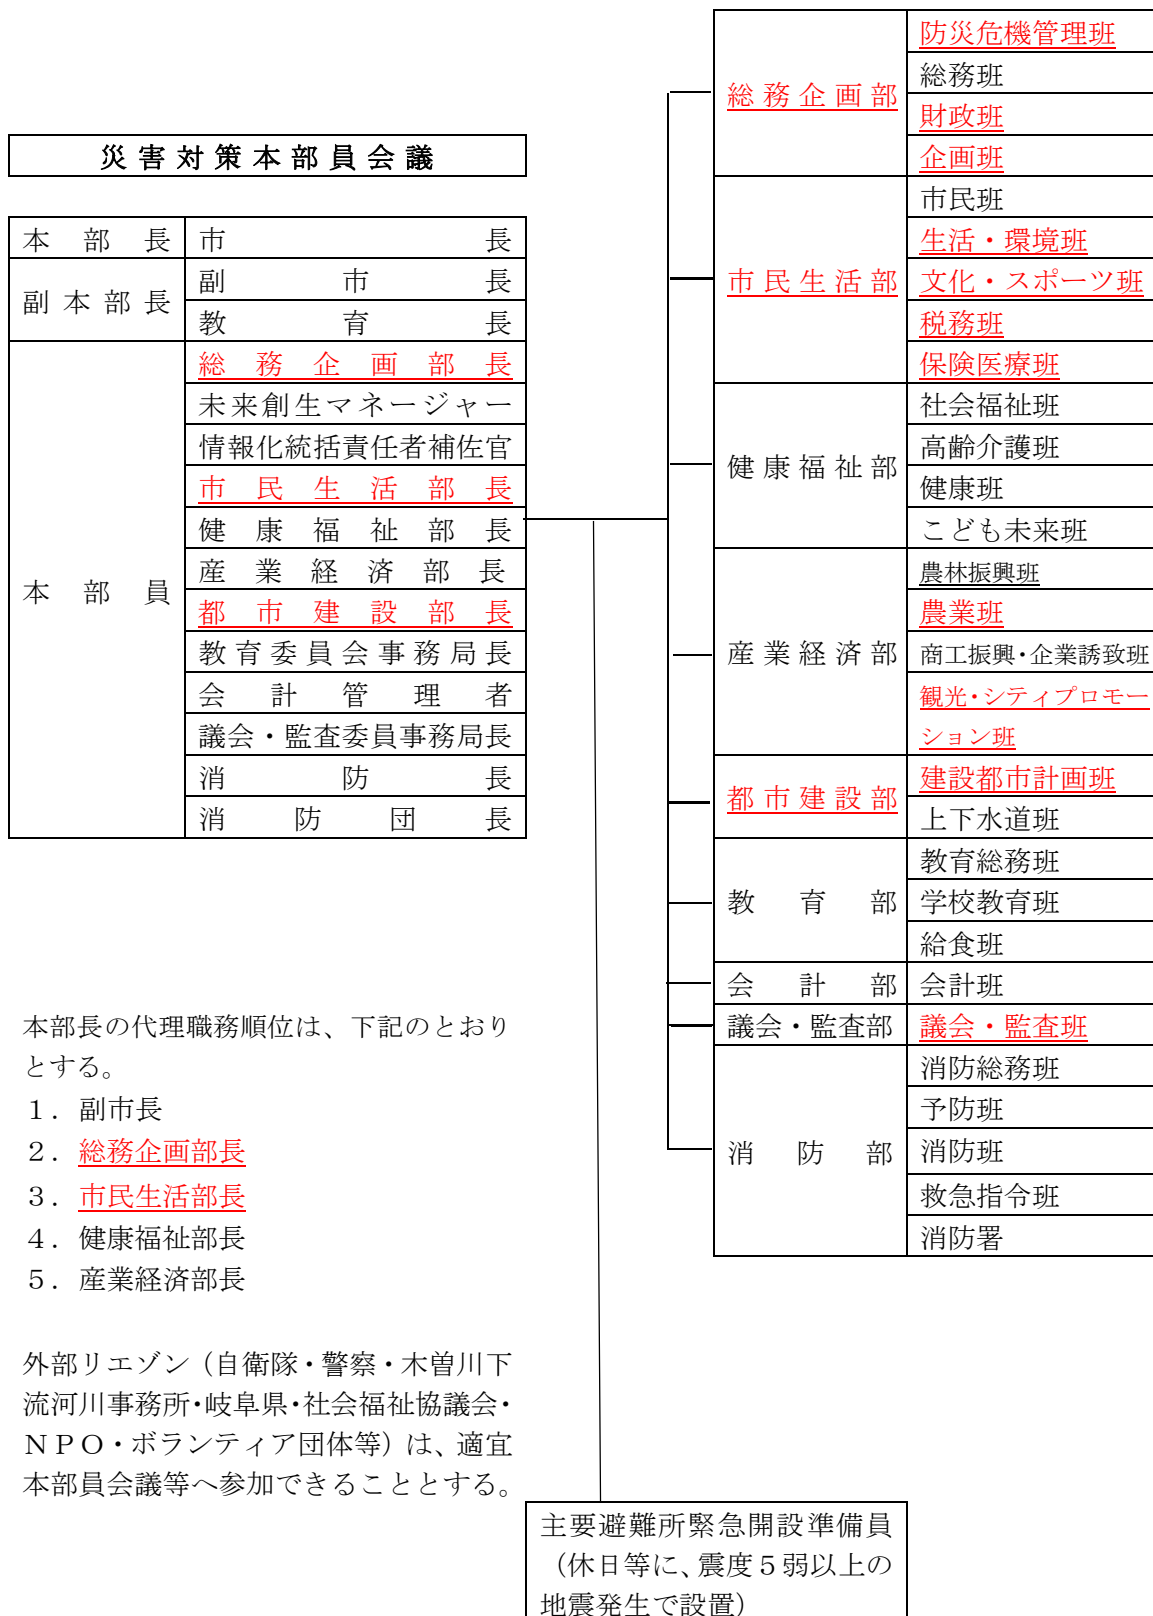 災害対策本部員会議
本部長 市長
副本部長
副市長
教育長
本部員
総務企画部長
未来創生マネージャー
情報化統括責任者補佐官
市民生活部長
健康福祉部長
産業経済部長
都市建設部長
教育委員会事務局長
会計管理者
議会・監査委員事務局長
消防長
消防団長
本部長の代理職務順位は、下記のとおり
とする。
１．副市長
２．総務企画部長
３．市民生活部長
４．健康福祉部長
５．産業経済部長
外部リエゾン（自衛隊・警察・木曽川下
流河川事務所・岐阜県・社会福祉協議会・
ＮＰＯ・ボランティア団体等）は、適宜
本部員会議等へ参加できることとする。
総務企画部
防災危機管理班
総務班
財政班
企画班
市民生活部
市民班
生活・環境班
文化・スポーツ班
税務班
保険医療班
健康福祉部
社会福祉班
高齢介護班
健康班
こども未来班
産業経済部
農林振興班
農業班
商工振興・企業誘致班
観光・シティプロモー
ション班
都市建設部
建設都市計画班
上下水道班
教育部
教育総務班
学校教育班
給食班
会計部 会計班
議会・監査部 議会・監査班
消防部
消防総務班
予防班
消防班
救急指令班
消防署
主要避難所緊急開設準備員
（休日等に、震度５弱以上の
地震発生で設置）